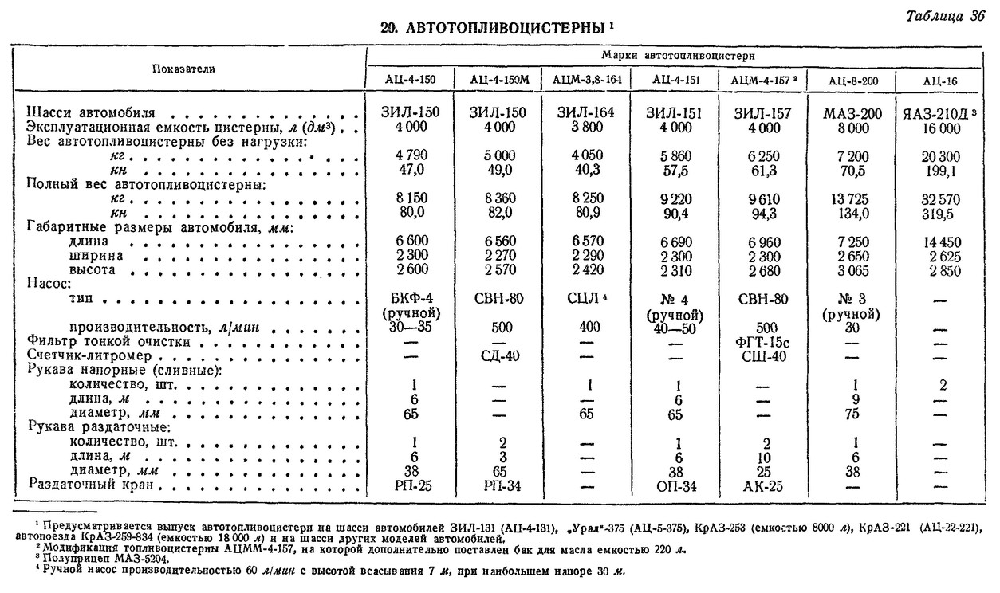 Таблица 36
20. АВТОТОПЛИВОЦИСТЕРНЫ ¹
Показатели
Марки автотопливоцистерн
АЦ-4-150 АЦ-4-150М АЦМ-3,8-164 АЦ-4-151 АЦМ-4-157 ² АЦ-8-200 АЦ-16
Шасси автомобиля ЗИЛ-150 ЗИЛ-150 ЗИЛ-164 ЗИЛ-151 ЗИЛ-157 МАЗ-200 ЯАЗ-210Д ³
Эксплуатационная емкость цистерны, л (дм³) 4 000 4 000 3 800 4 000 4 000 8 000 16 000
Вес автотопливоцистерны без нагрузки:
кг 4 790 5 000 4 050 5 860 6 250 7 200 20 300
кн 47,0 49,0 40,3 57,5 61,3 70,5 199,1
Полный вес автотопливоцистерны:
кг 8 150 8 360 8 250 9 220 9 610 13 725 32 570
кн 80,0 82,0 80,9 90,4 94,3 134,0 319,5
Габаритные размеры автомобиля, мм:
длина 6 600 6 560 6 570 6 690 6 960 7 250 14 450
ширина 2 300 2 270 2 290 2 300 2 300 2 650 2 625
высота 2 600 2 570 2 420 2 310 2 680 3 065 2 850
Насос:
тип БКФ-4 СВН-80 СЦЛ ⁴ № 4 СВН-80 № 3 —
(ручной) (ручной) (ручной)
производительность, л/мин 30—35 500 400 40—50 500 30 —
Фильтр тонкой очистки — — — — ФГТ-15с — —
Счетчик-литромер — СД-40 — — СШ-40 — —
Рукава напорные (сливные):
количество, шт. 1 — 1 1 — 1 2
длина, м 6 — — 6 — 9 —
диаметр, мм 65 — 65 65 — 75 —
Рукава раздаточные:
количество, шт. 1 2 — 1 2 1 —
длина, м 6 3 — 6 10 6 —
диаметр, мм 38 65 — 38 25 38 —
Раздаточный кран РП-25 РП-34 — ОП-34 АК-25 — —
¹ Предусматривается выпуск автотопливоцистерн на шасси автомобилей ЗИЛ-131 (АЦ-4-131), „Урал“-375 (АЦ-5-375), КрАЗ-253 (емкостью 8000 л), КрАЗ-221 (АЦ-22-221),
автопоезда КрАЗ-259-834 (емкостью 18 000 л) и на шасси других моделей автомобилей.
² Модификация топливоцистерны АЦММ-4-157, на которой дополнительно поставлен бак для масла емкостью 220 л.
³ Полуприцеп МАЗ-5204.
⁴ Ручной насос производительностью 60 л/мин с высотой всасывания 7 м, при наибольшем напоре 30 м.